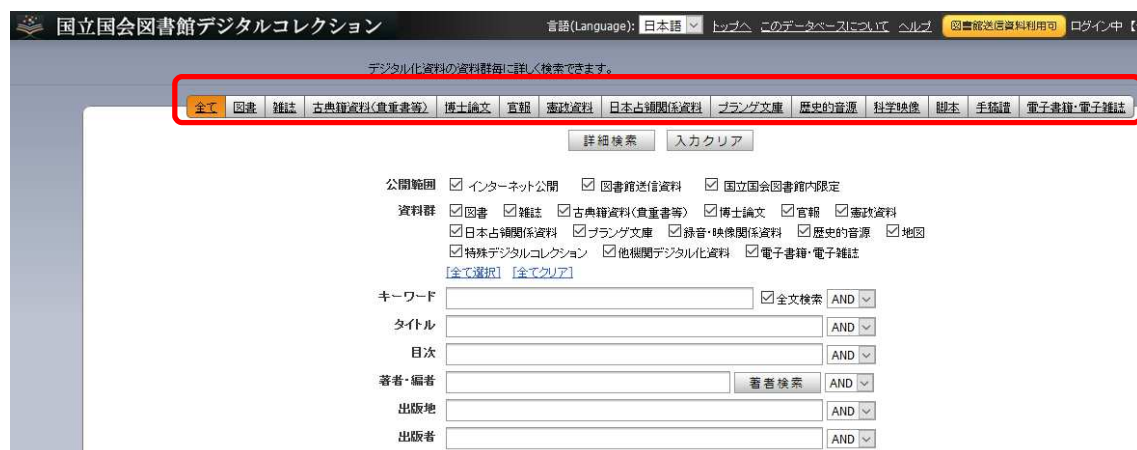 国立国会図書館デジタルコレクション 言語(Language): 日本語 トップへ このデータベースについて ヘルプ 図書館送信資料利用可 ログイン中【
デジタル化資料の資料群毎に詳しく検索できます。
全て 図書 雑誌 古典籍資料(貴重書等) 博士論文 官報 憲政資料 日本占領関係資料 プランゲ文庫 歴史的音源 科学映像 脚本 手稿譜 電子書籍・電子雑誌
詳細検索 入力クリア
公開範囲 インターネット公開 図書館送信資料 国立国会図書館内限定
資料群 図書 雑誌 古典籍資料(貴重書等) 博士論文 官報 憲政資料
日本占領関係資料 プランゲ文庫 録音・映像関係資料 歴史的音源 地図
特殊デジタルコレクション 他機関デジタル化資料 電子書籍・電子雑誌
[全て選択] [全てクリア]
キーワード 全文検索 AND
タイトル AND
目次 AND
著者・編者 著者検索 AND
出版地 AND
出版者 AND